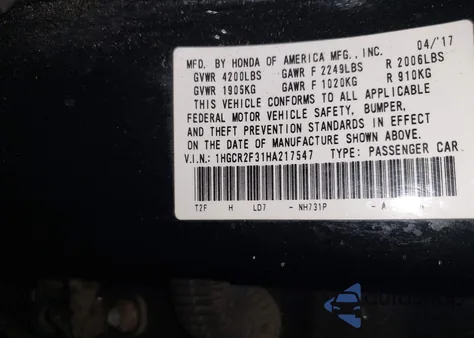 MFD. BY HONDA OF AMERICA MFG., INC. 04/'17
GVWR 4200LBS GAWR F 2249LBS R 2006LBS
GVWR 1905KG GAWR F 1020KG R 910KG
THIS VEHICLE CONFORMS TO ALL APPLICABLE
FEDERAL MOTOR VEHICLE SAFETY, BUMPER,
AND THEFT PREVENTION STANDARDS IN EFFECT
ON THE DATE OF MANUFACTURE SHOWN ABOVE.
V.I.N.: 1HGCR2F31HA217547 TYPE: PASSENGER CAR
T2F H LD7 - NH731P - A